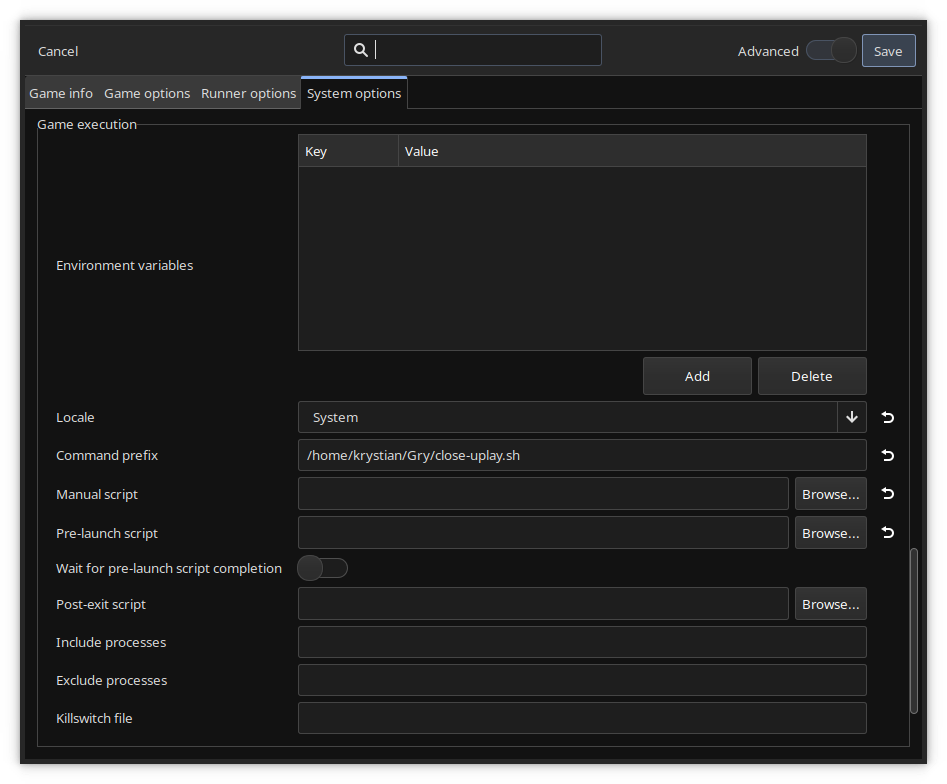 Cancel
Advanced
Save
Game info
Game options
Runner options
System options
Game execution
Key
Value
Environment variables
Add
Delete
Locale
System
Command prefix
/home/krystian/Gry/close-uplay.sh
Manual script
Browse...
Pre-launch script
Browse...
Wait for pre-launch script completion
Post-exit script
Browse...
Include processes
Exclude processes
Killswitch file